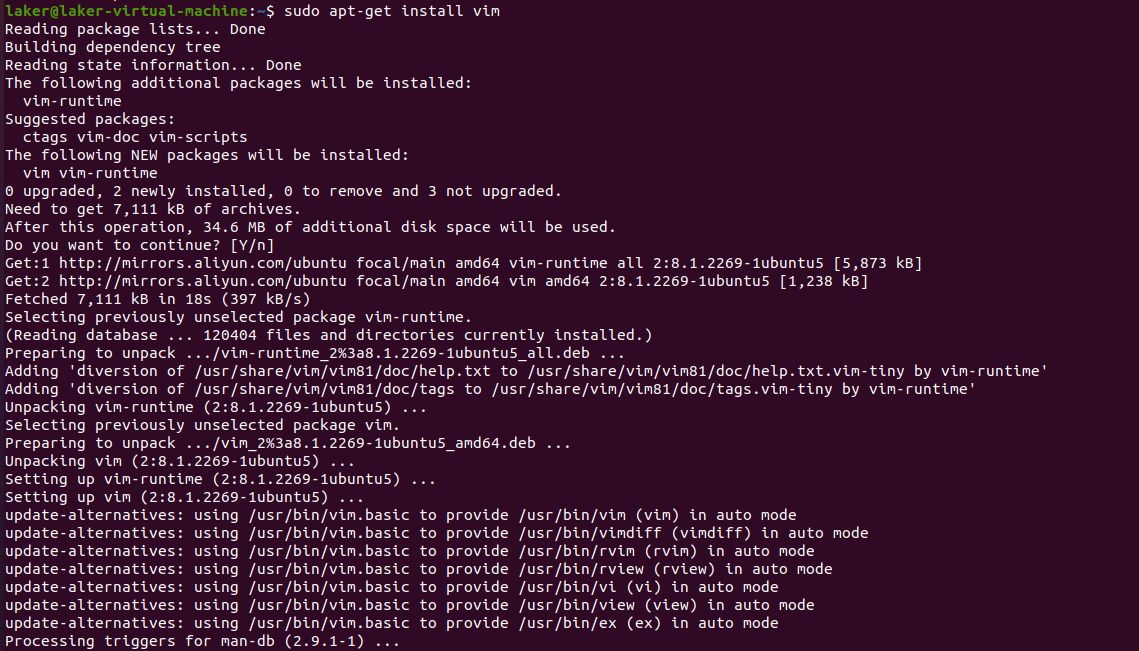 laker@laker-virtual-machine:~$ sudo apt-get install vim
Reading package lists... Done
Building dependency tree
Reading state information... Done
The following additional packages will be installed:
  vim-runtime
Suggested packages:
  ctags vim-doc vim-scripts
The following NEW packages will be installed:
  vim vim-runtime
0 upgraded, 2 newly installed, 0 to remove and 3 not upgraded.
Need to get 7,111 kB of archives.
After this operation, 34.6 MB of additional disk space will be used.
Do you want to continue? [Y/n]
Get:1 http://mirrors.aliyun.com/ubuntu focal/main amd64 vim-runtime all 2:8.1.2269-1ubuntu5 [5,873 kB]
Get:2 http://mirrors.aliyun.com/ubuntu focal/main amd64 vim amd64 2:8.1.2269-1ubuntu5 [1,238 kB]
Fetched 7,111 kB in 18s (397 kB/s)
Selecting previously unselected package vim-runtime.
(Reading database ... 120404 files and directories currently installed.)
Preparing to unpack .../vim-runtime_2%3a8.1.2269-1ubuntu5_all.deb ...
Adding 'diversion of /usr/share/vim/vim81/doc/help.txt to /usr/share/vim/vim81/doc/help.txt.vim-tiny by vim-runtime'
Adding 'diversion of /usr/share/vim/vim81/doc/tags to /usr/share/vim/vim81/doc/tags.vim-tiny by vim-runtime'
Unpacking vim-runtime (2:8.1.2269-1ubuntu5) ...
Selecting previously unselected package vim.
Preparing to unpack .../vim_2%3a8.1.2269-1ubuntu5_amd64.deb ...
Unpacking vim (2:8.1.2269-1ubuntu5) ...
Setting up vim-runtime (2:8.1.2269-1ubuntu5) ...
Setting up vim (2:8.1.2269-1ubuntu5) ...
update-alternatives: using /usr/bin/vim.basic to provide /usr/bin/vim (vim) in auto mode
update-alternatives: using /usr/bin/vim.basic to provide /usr/bin/vimdiff (vimdiff) in auto mode
update-alternatives: using /usr/bin/vim.basic to provide /usr/bin/rvim (rvim) in auto mode
update-alternatives: using /usr/bin/vim.basic to provide /usr/bin/rview (rview) in auto mode
update-alternatives: using /usr/bin/vim.basic to provide /usr/bin/vi (vi) in auto mode
update-alternatives: using /usr/bin/vim.basic to provide /usr/bin/view (view) in auto mode
update-alternatives: using /usr/bin/vim.basic to provide /usr/bin/ex (ex) in auto mode
Processing triggers for man-db (2.9.1-1) ...